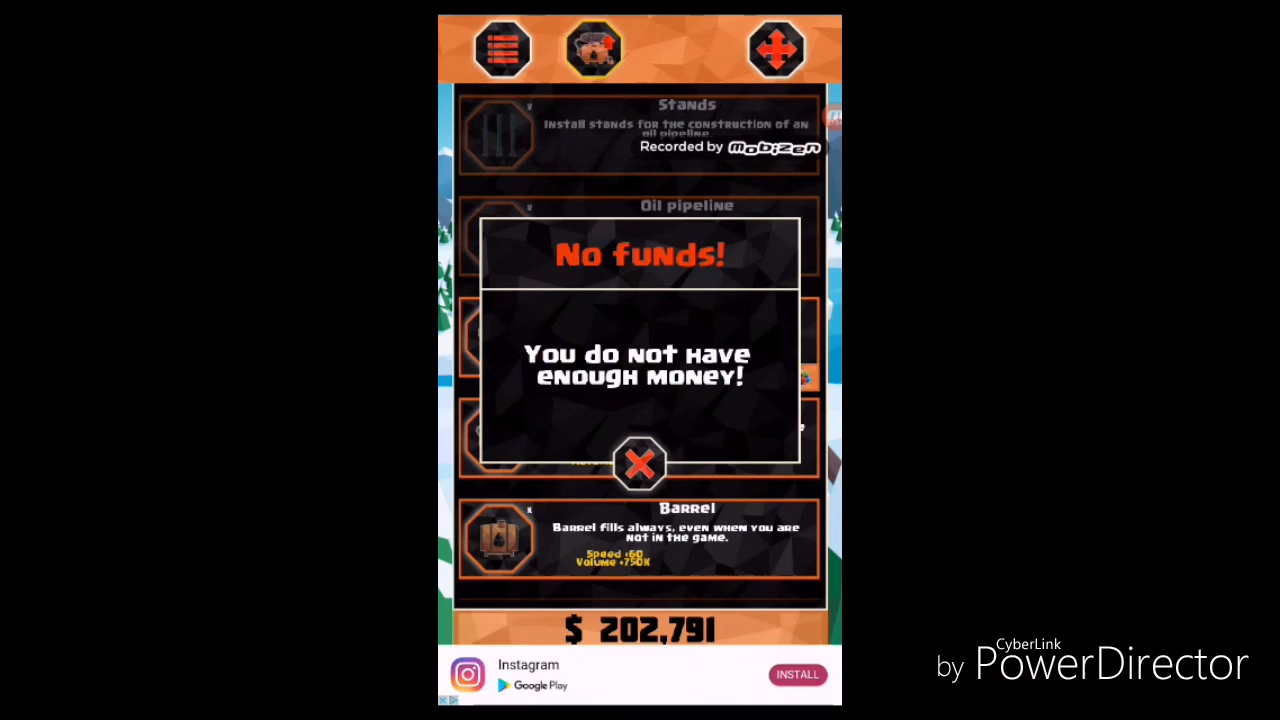 Stands
Install stands for the construction of an
oil pipeline
Recorded by mobizen
Oil pipeline
No funds!
You do not have
enough money!
Barrel
Barrel fills always, even when you are
not in the game.
Speed +60
Volume +750K
$ 202,791
Instagram
Google Play
INSTALL
CyberLink
by PowerDirector